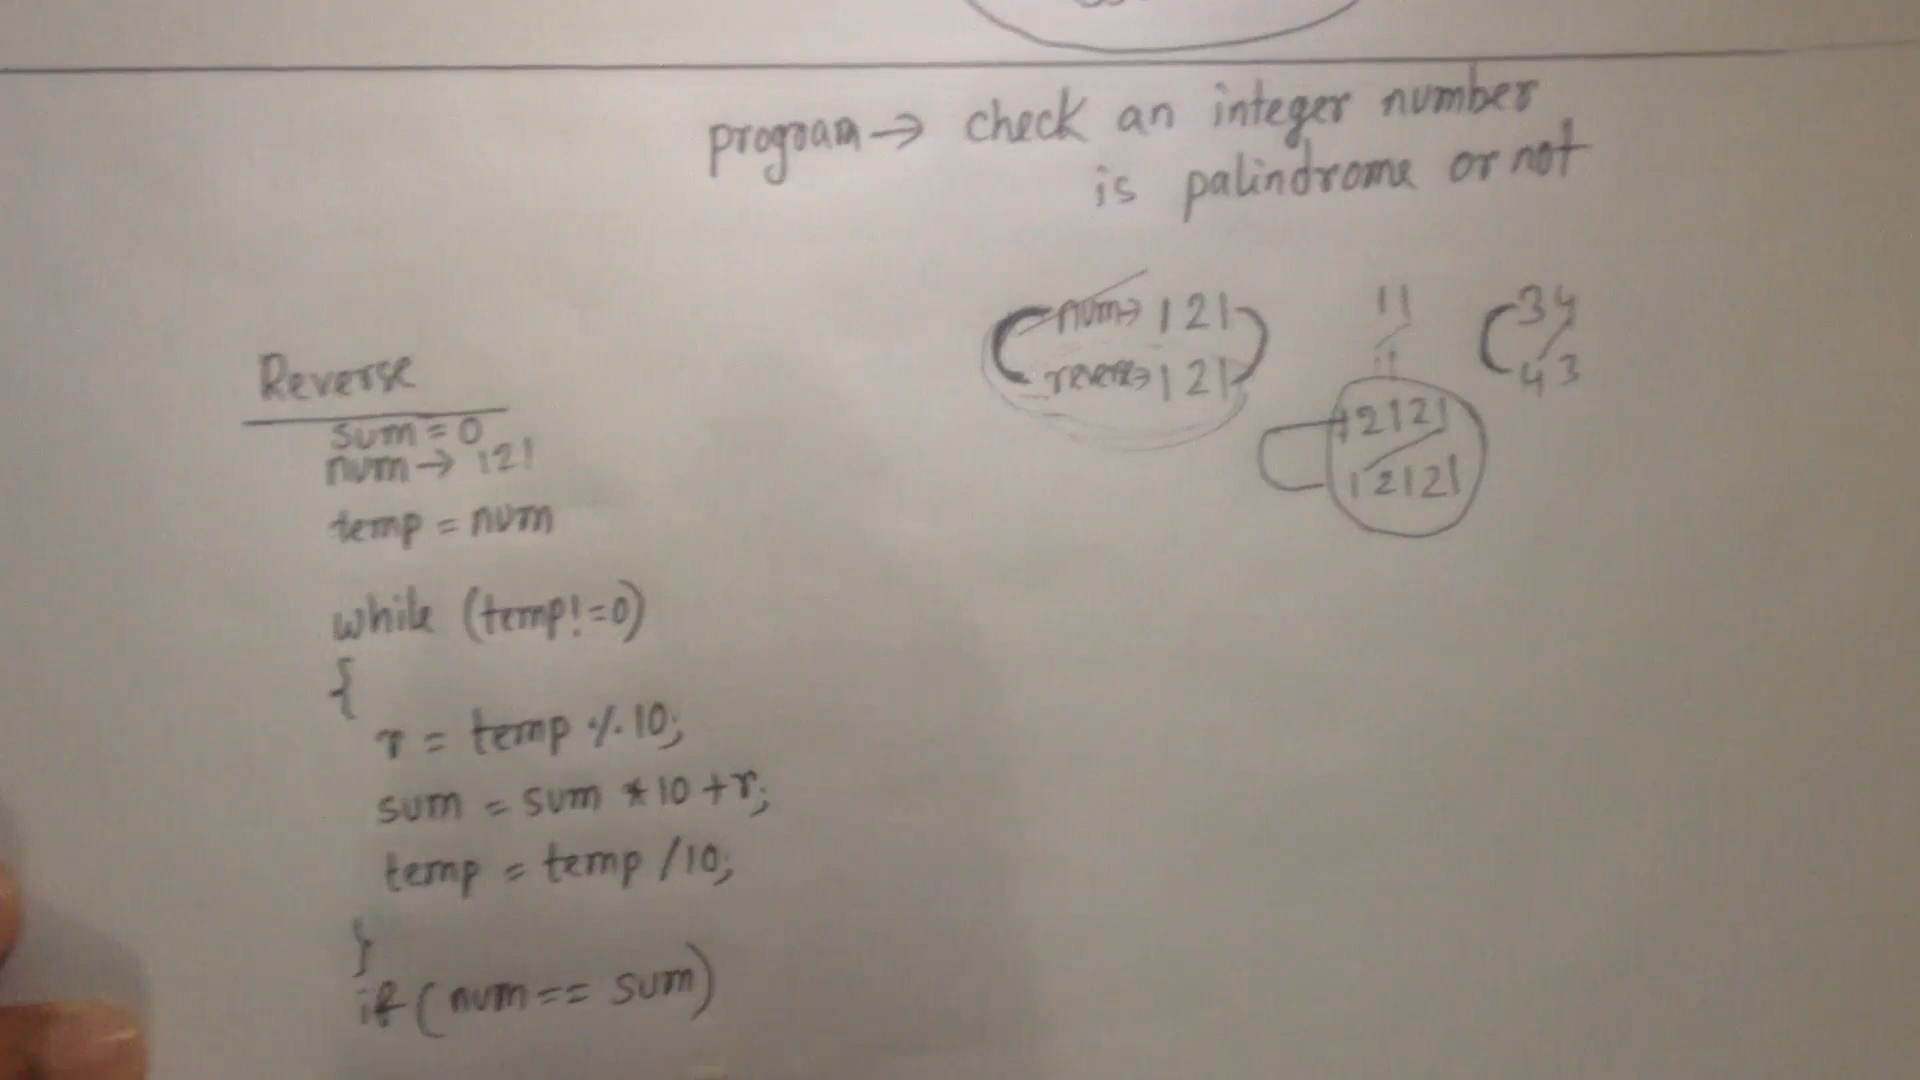 program → check an integer number
is palindrome or not
num→ 121
reverse→ 121
11
11
34
43
12121
12121
Reverse
sum = 0
num → 121
temp = num
while (temp!=0)
{
r = temp % 10;
sum = sum * 10 + r;
temp = temp /10;
}
if (num == sum)